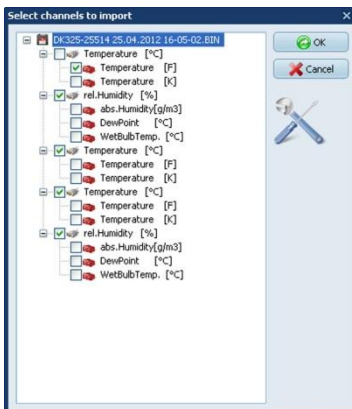 Select channels to import
DK325-25514 25.04.2012 16-05-02.BIN
Temperature [°C]
Temperature [F]
Temperature [K]
rel.Humidity [%]
abs.Humidity[g/m3]
DewPoint [°C]
WetBulbTemp. [°C]
Temperature [°C]
Temperature [F]
Temperature [K]
Temperature [°C]
Temperature [F]
Temperature [K]
rel.Humidity [%]
abs.Humidity[g/m3]
DewPoint [°C]
WetBulbTemp. [°C]
OK
Cancel